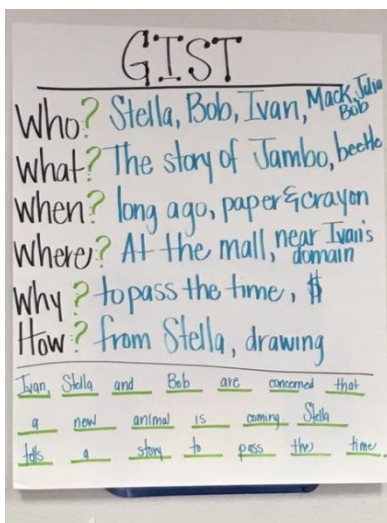 GIST
Who? Stella, Bob, Ivan, Mack, Julia
Bob
What? The story of Jambo, beetle
When? long ago, paper & crayon
Where? At the mall, near Ivan's
domain
Why? to pass the time, $
How? from Stella, drawing
Ivan, Stella and Bob are concerned that
a new animal is coming. Stella
tells a story to pass the time.